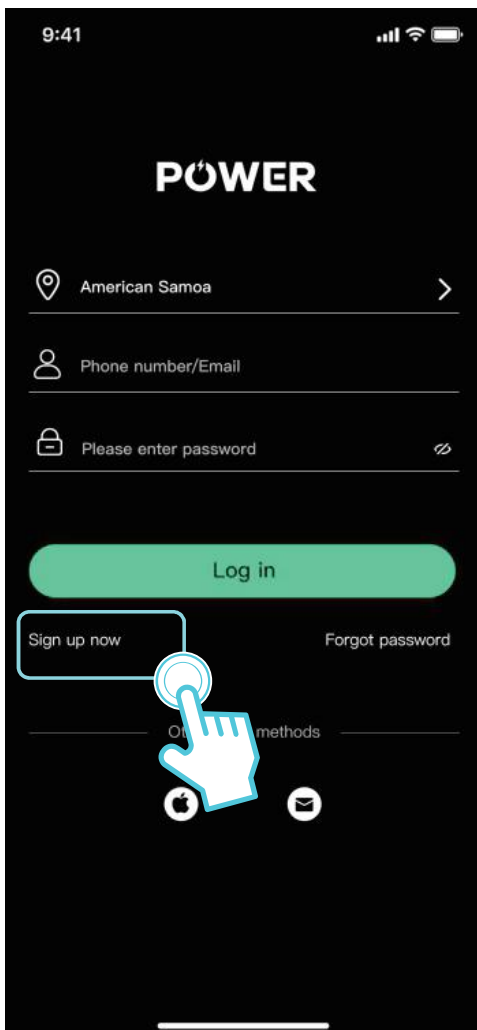 9:41
POWER
American Samoa
Phone number/Email
Please enter password
Log in
Sign up now
Forgot password
methods